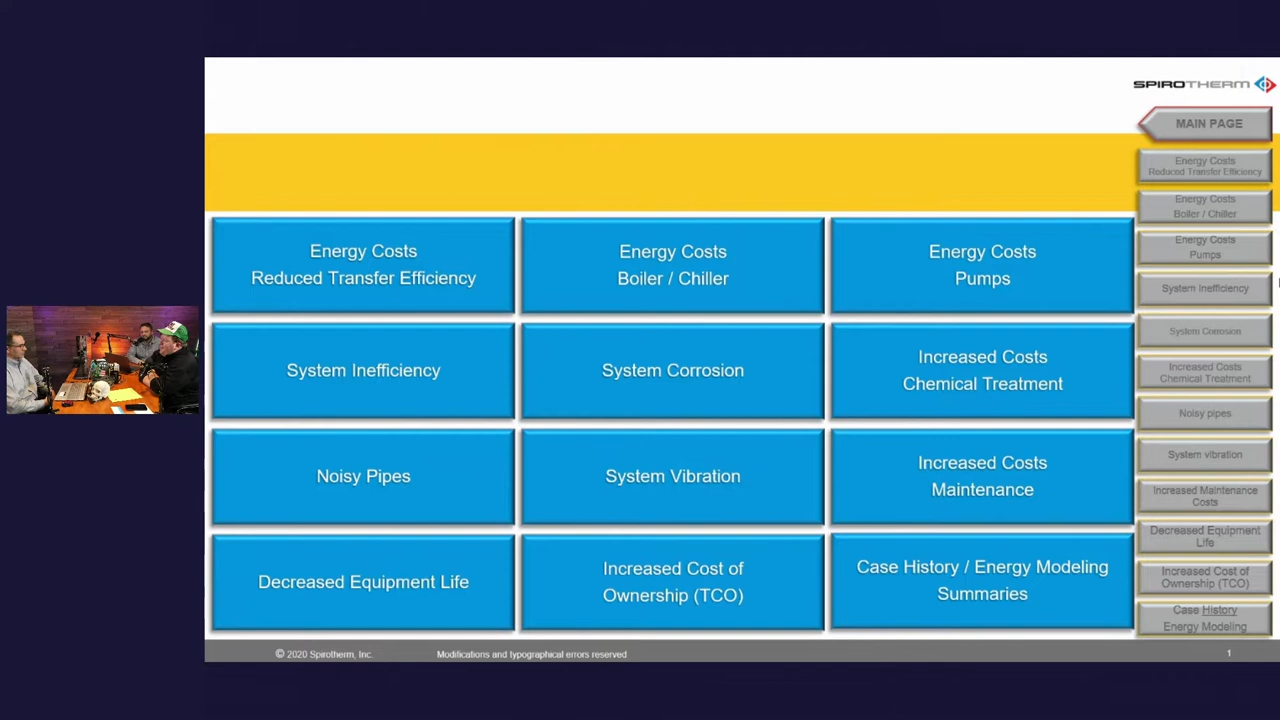 SPIROTHERM
MAIN PAGE
Energy Costs
Reduced Transfer Efficiency
Energy Costs
Boiler / Chiller
Energy Costs
Pumps
System Inefficiency
System Corrosion
Increased Costs
Chemical Treatment
Noisy Pipes
System Vibration
Increased Costs
Maintenance
Decreased Equipment Life
Increased Cost of
Ownership (TCO)
Case History / Energy Modeling
Summaries
Energy Costs
Reduced Transfer Efficiency
Energy Costs
Boiler / Chiller
Energy Costs
Pumps
System Inefficiency
System Corrosion
Increased Costs
Chemical Treatment
Noisy pipes
System vibration
Increased Maintenance
Costs
Decreased Equipment
Life
Increased Cost of
Ownership (TCO)
Case History
Energy Modeling
© 2020 Spirotherm, Inc.
Modifications and typographical errors reserved
1